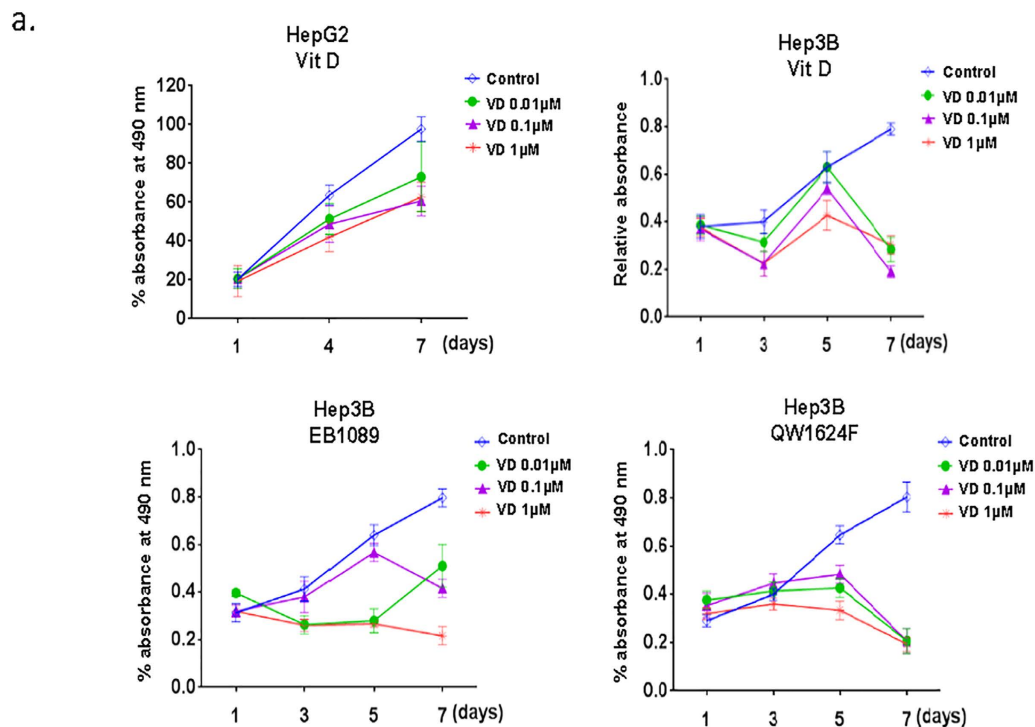 a.
HepG2
Vit D
% absorbance at 490 nm
120
100
80
60
40
20
0
1 4 7 (days)
Control
VD 0.01µM
VD 0.1µM
VD 1µM
Hep3B
Vit D
Relative absorbance
1.0
0.8
0.6
0.4
0.2
0.0
1 3 5 7 (days)
Control
VD 0.01µM
VD 0.1µM
VD 1µM
Hep3B
EB1089
% absorbance at 490 nm
1.0
0.8
0.6
0.4
0.2
0.0
1 3 5 7 (days)
Control
VD 0.01µM
VD 0.1µM
VD 1µM
Hep3B
QW1624F
% absorbance at 490 nm
1.0
0.8
0.6
0.4
0.2
0.0
1 3 5 7 (days)
Control
VD 0.01µM
VD 0.1µM
VD 1µM